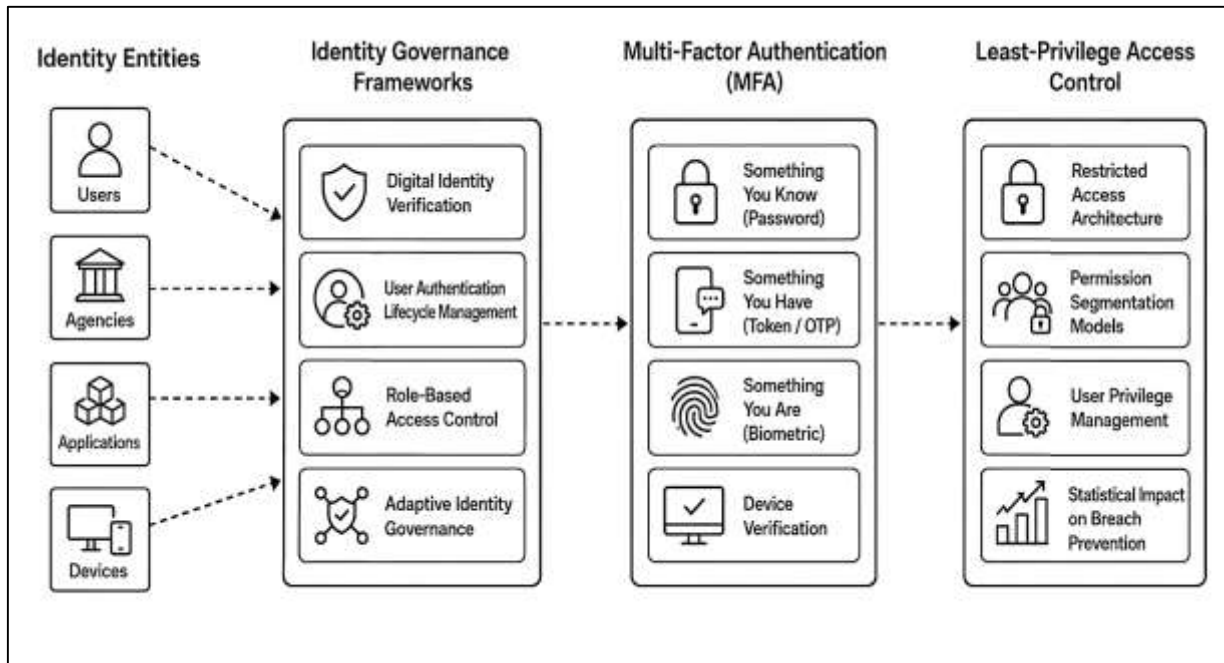 Identity Entities
Users
Agencies
Applications
Devices
Identity Governance
Frameworks
Digital Identity
Verification
User Authentication
Lifecycle Management
Role-Based
Access Control
Adaptive Identity
Governance
Multi-Factor Authentication
(MFA)
Something
You Know
(Password)
Something
You Have
(Token / OTP)
Something
You Are
(Biometric)
Device
Verification
Least-Privilege Access
Control
Restricted
Access
Architecture
Permission
Segmentation
Models
User Privilege
Management
Statistical Impact
on Breach
Prevention